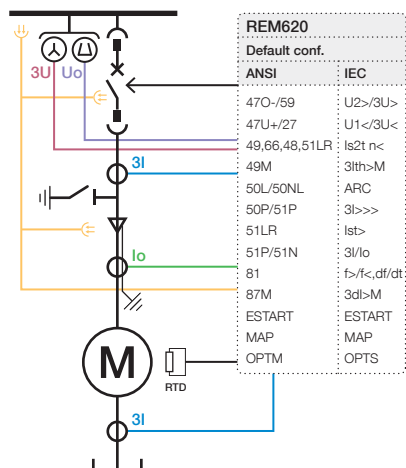 REM620
Default conf.
ANSI IEC
3U Uo
47O-/59 U2>/3U>
47U+/27 U1</3U<
49,66,48,51LR Is2t n<
3I
49M 3Ith>M
50L/50NL ARC
50P/51P 3I>>>
51LR Ist>
Io
51P/51N 3I/Io
81 f>/f<,df/dt
87M 3dI>M
ESTART ESTART
MAP MAP
OPTM OPTS
M
RTD
3I